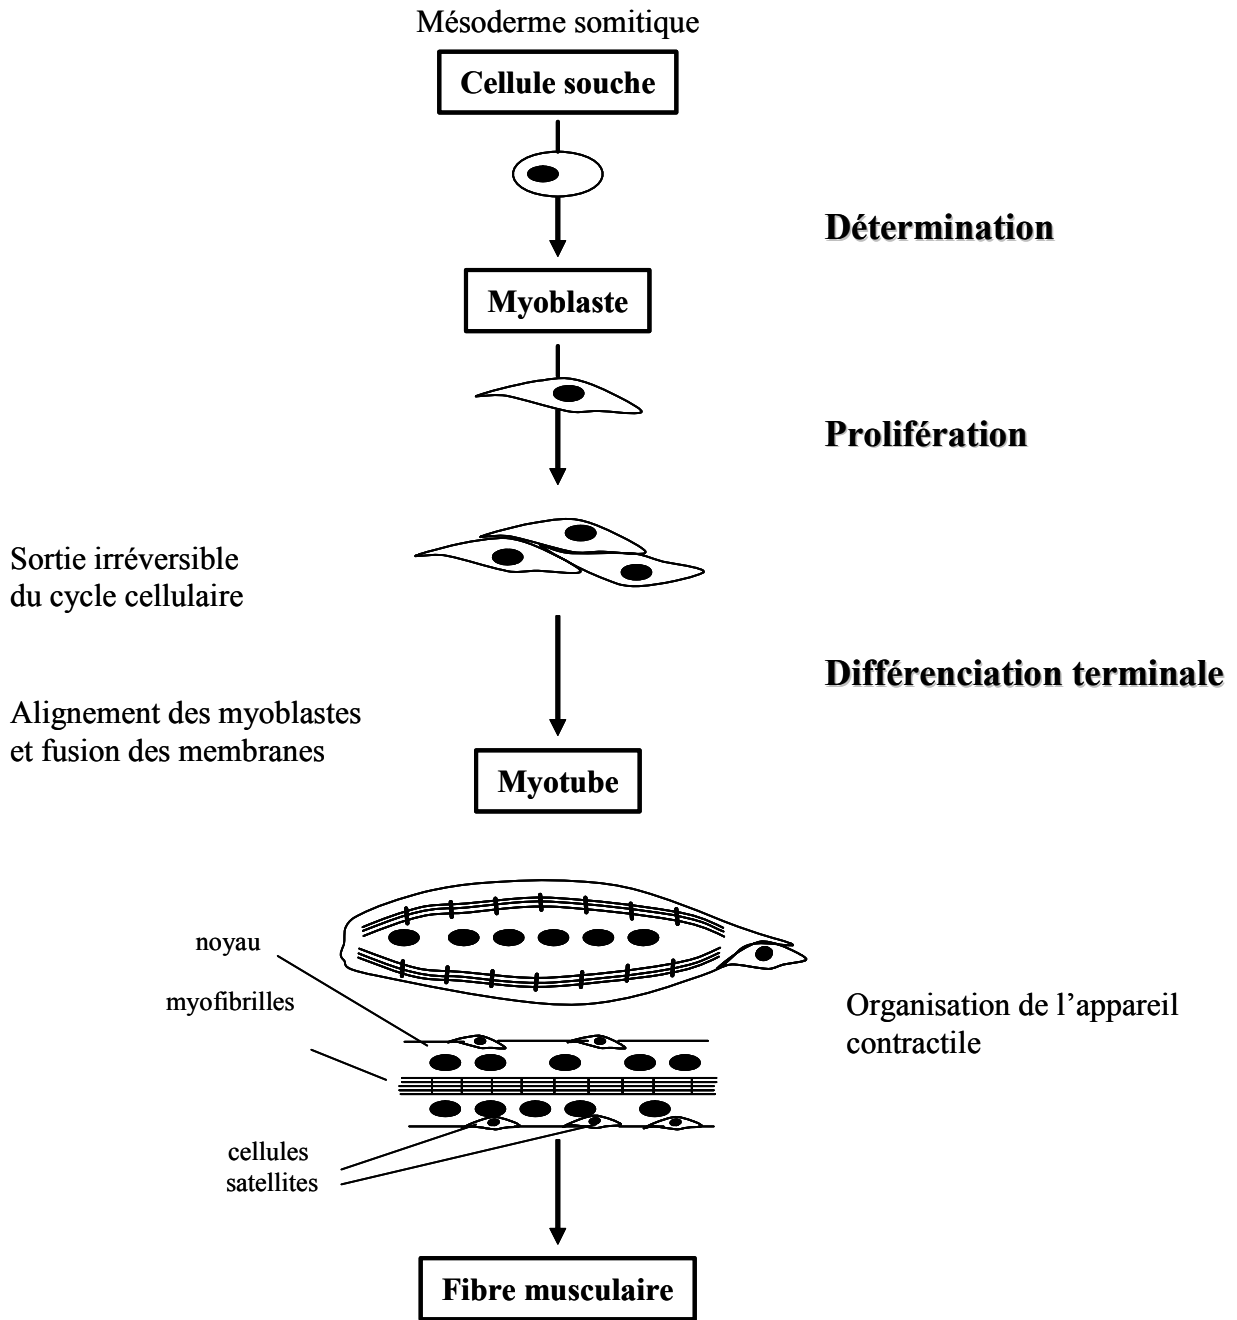 Mésoderme somitique
Cellule souche
Détermination
Myoblaste
Prolifération
Sortie irréversible
du cycle cellulaire
Différenciation terminale
Alignement des myoblastes
et fusion des membranes
Myotube
noyau
myofibrilles
Organisation de l’appareil
contractile
cellules
satellites
Fibre musculaire